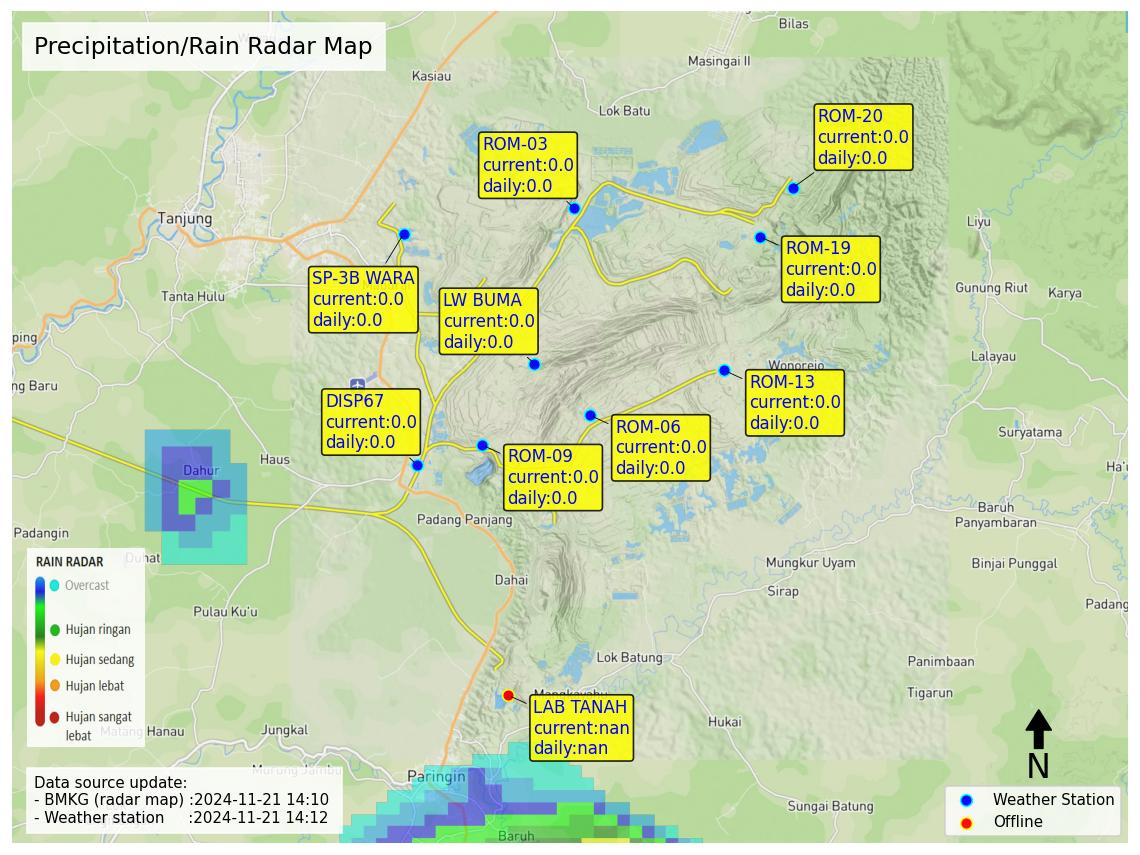 Precipitation/Rain Radar Map
Bilas
Masingai II
Kasiau
Lok Batu
ROM-20
current:0.0
daily:0.0
ROM-03
current:0.0
daily:0.0
Tanjung
Liyu
ROM-19
current:0.0
daily:0.0
SP-3B WARA
current:0.0
daily:0.0
Tanta Hulu
LW BUMA
current:0.0
daily:0.0
Gunung Riut
Karya
ping
Lalayau
Wonorejo
ng Baru
ROM-13
current:0.0
daily:0.0
DISP67
current:0.0
daily:0.0
ROM-06
current:0.0
daily:0.0
Suryatama
ROM-09
current:0.0
daily:0.0
Haus
Dahur
Ha'u
Baruh
Panyambaran
Padang Panjang
Padangin
Duhat
Mungkur Uyam
Binjai Punggal
Dahai
Sirap
Padang
Pulau Ku'u
RAIN RADAR
Overcast
Hujan ringan
Hujan sedang
Hujan lebat
Hujan sangat
lebat
Lok Batung
Panimbaan
Tigarun
LAB TANAH
current:nan
daily:nan
Hukai
Matang Hanau
Jungkal
Murung Jambu
Paringin
Sungai Batung
Baruh
Data source update:
- BMKG (radar map) :2024-11-21 14:10
- Weather station :2024-11-21 14:12
N
Weather Station
Offline